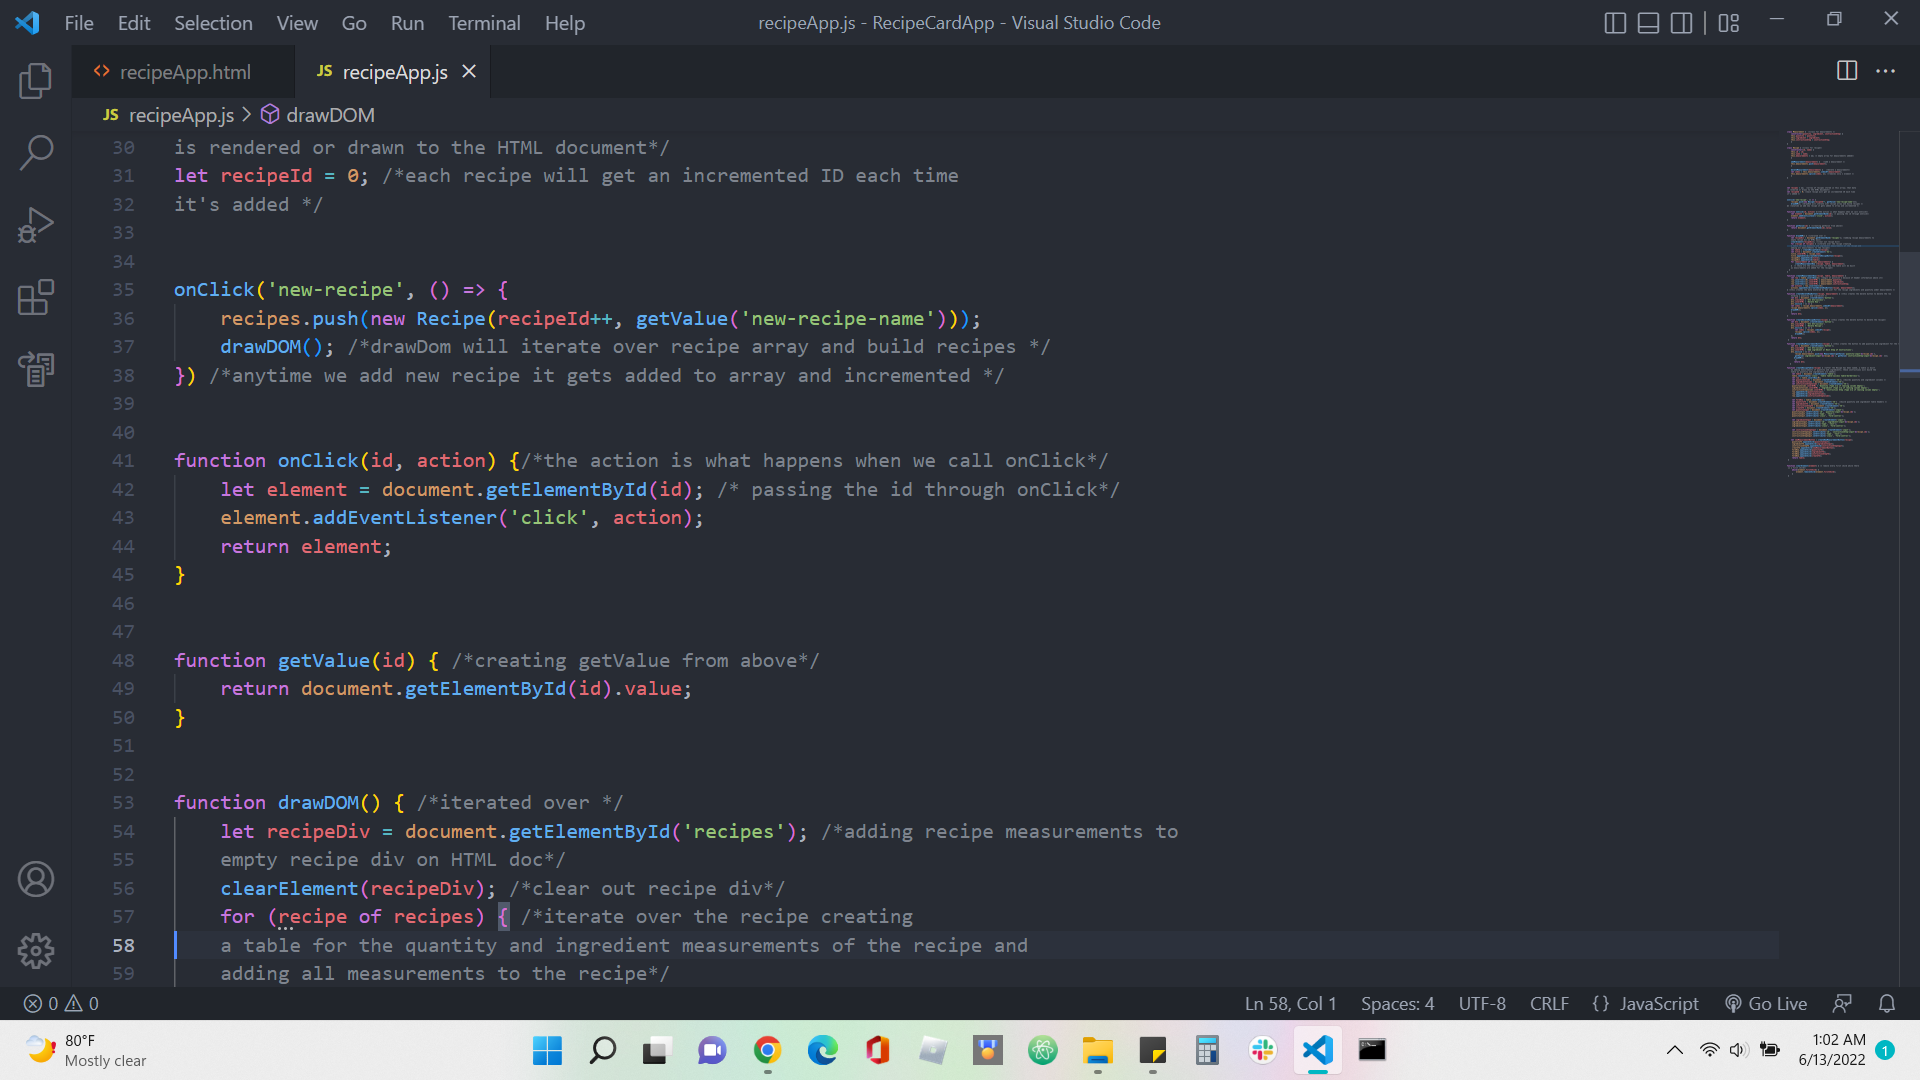 File Edit Selection View Go Run Terminal Help recipeApp.js - RecipeCardApp - Visual Studio Code
<> recipeApp.html JS recipeApp.js
JS recipeApp.js > drawDOM
30 is rendered or drawn to the HTML document*/
31 let recipeId = 0; /*each recipe will get an incremented ID each time
32 it's added */
33
34
35 onClick('new-recipe', () => {
36 recipes.push(new Recipe(recipeId++, getValue('new-recipe-name')));
37 drawDOM(); /*drawDom will iterate over recipe array and build recipes */
38 }) /*anytime we add new recipe it gets added to array and incremented */
39
40
41 function onClick(id, action) {/*the action is what happens when we call onClick*/
42 let element = document.getElementById(id); /* passing the id through onClick*/
43 element.addEventListener('click', action);
44 return element;
45 }
46
47
48 function getValue(id) { /*creating getValue from above*/
49 return document.getElementById(id).value;
50 }
51
52
53 function drawDOM() { /*iterated over */
54 let recipeDiv = document.getElementById('recipes'); /*adding recipe measurements to
55 empty recipe div on HTML doc*/
56 clearElement(recipeDiv); /*clear out recipe div*/
57 for (recipe of recipes) { /*iterate over the recipe creating
58 a table for the quantity and ingredient measurements of the recipe and
59 adding all measurements to the recipe*/
0 0 Ln 58, Col 1 Spaces: 4 UTF-8 CRLF {} JavaScript Go Live
80°F
Mostly clear
1:02 AM
6/13/2022
1